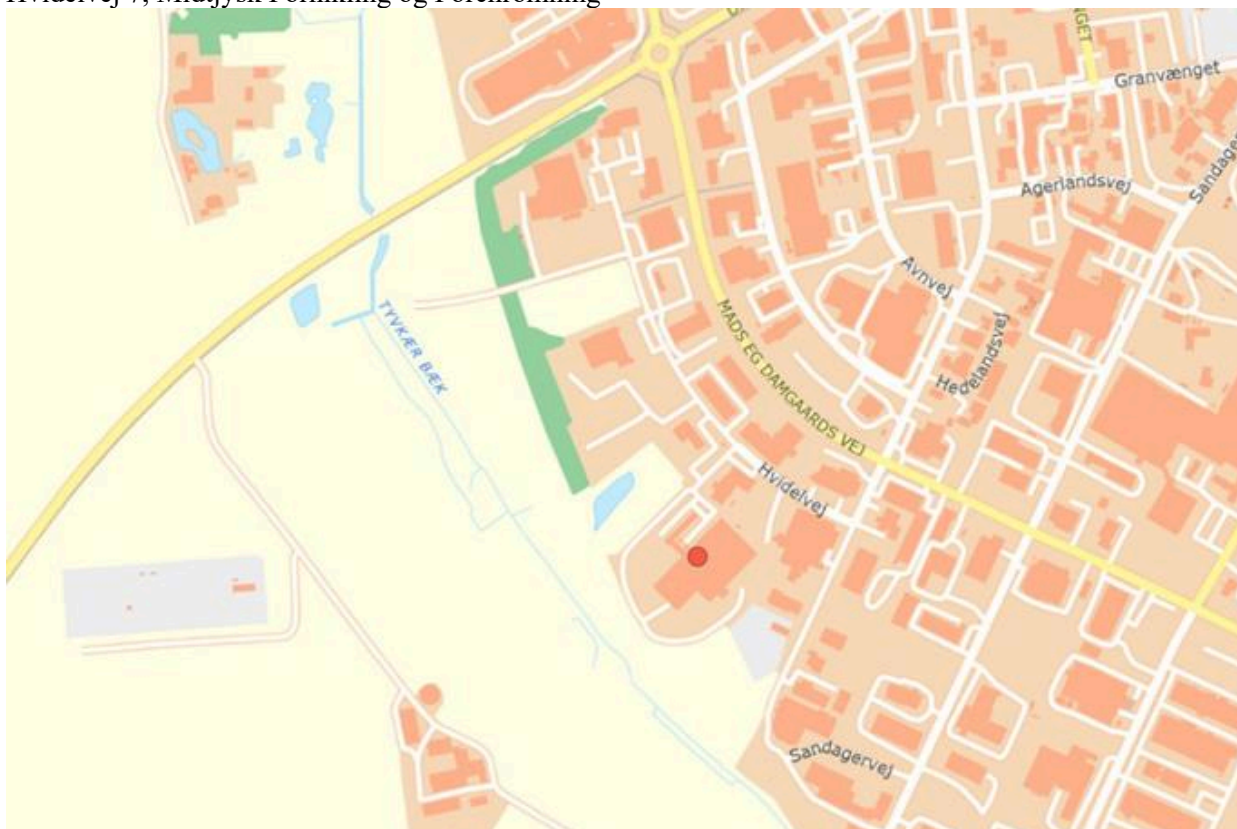 Granvænget
Agerlandsvej
Avnvej
TYVKÆR BÆK
MADS EG DAMGAARDS VEJ
Hedelandsvej
Hvidelvej
Sandagervej